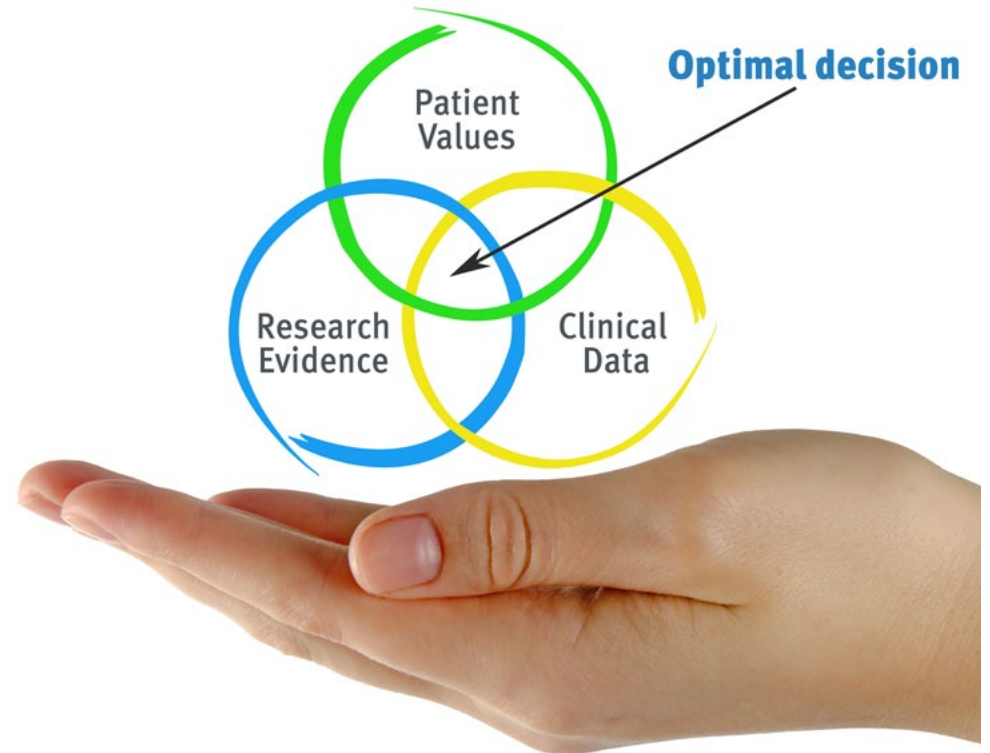 Optimal decision
Patient
Values
Research
Evidence
Clinical
Data